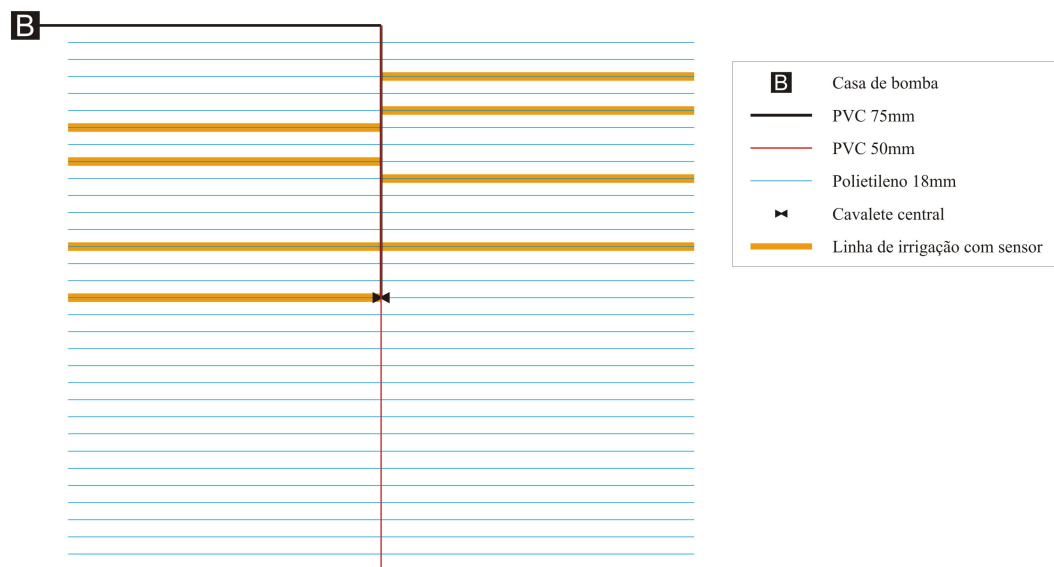 B
B Casa de bomba
PVC 75mm
PVC 50mm
Polietileno 18mm
Cavalete central
Linha de irrigação com sensor